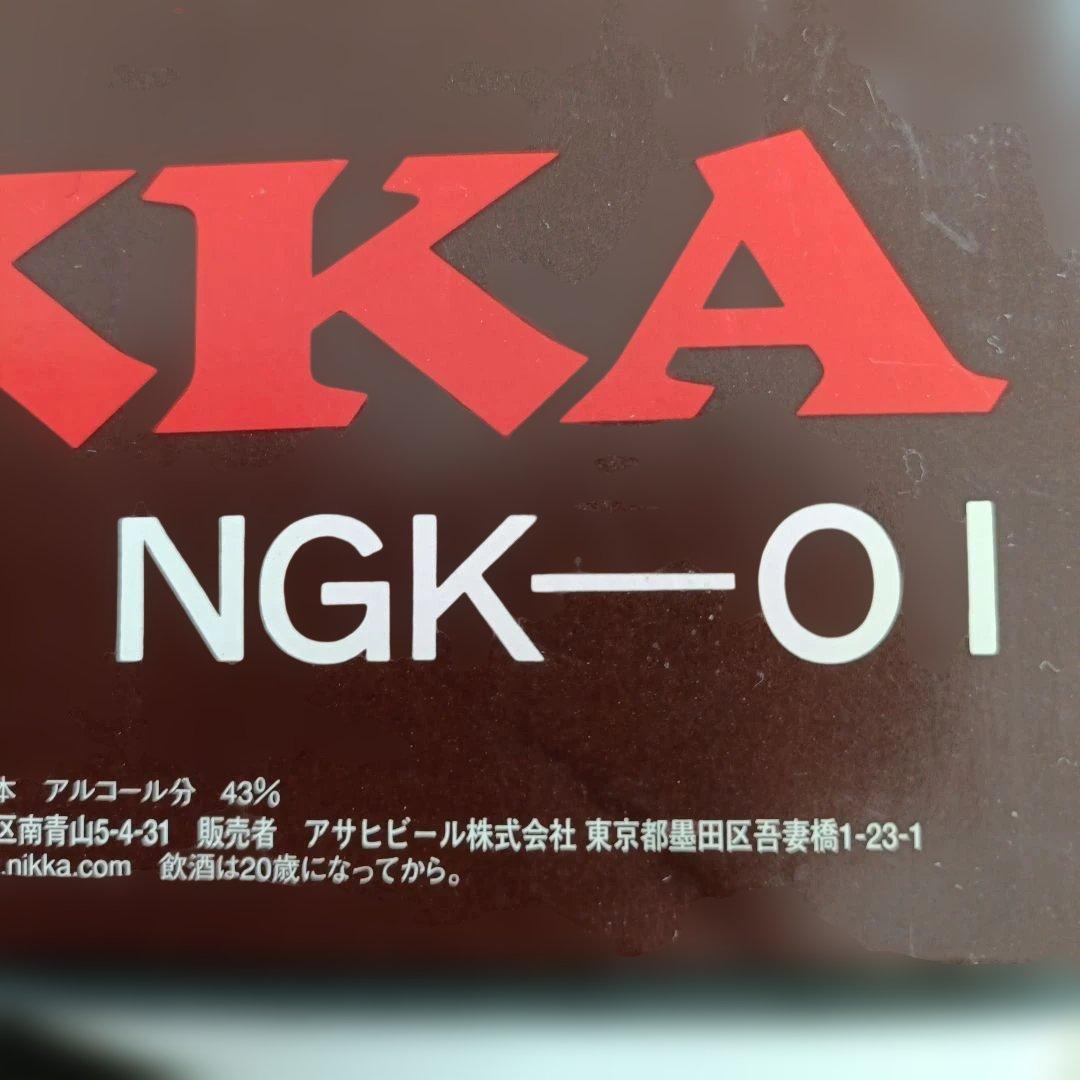 KKA
NGK-01
本 アルコール分 43%
区南青山5-4-31 販売者 アサヒビール株式会社 東京都墨田区吾妻橋1-23-1
.nikka.com 飲酒は20歳になってから。